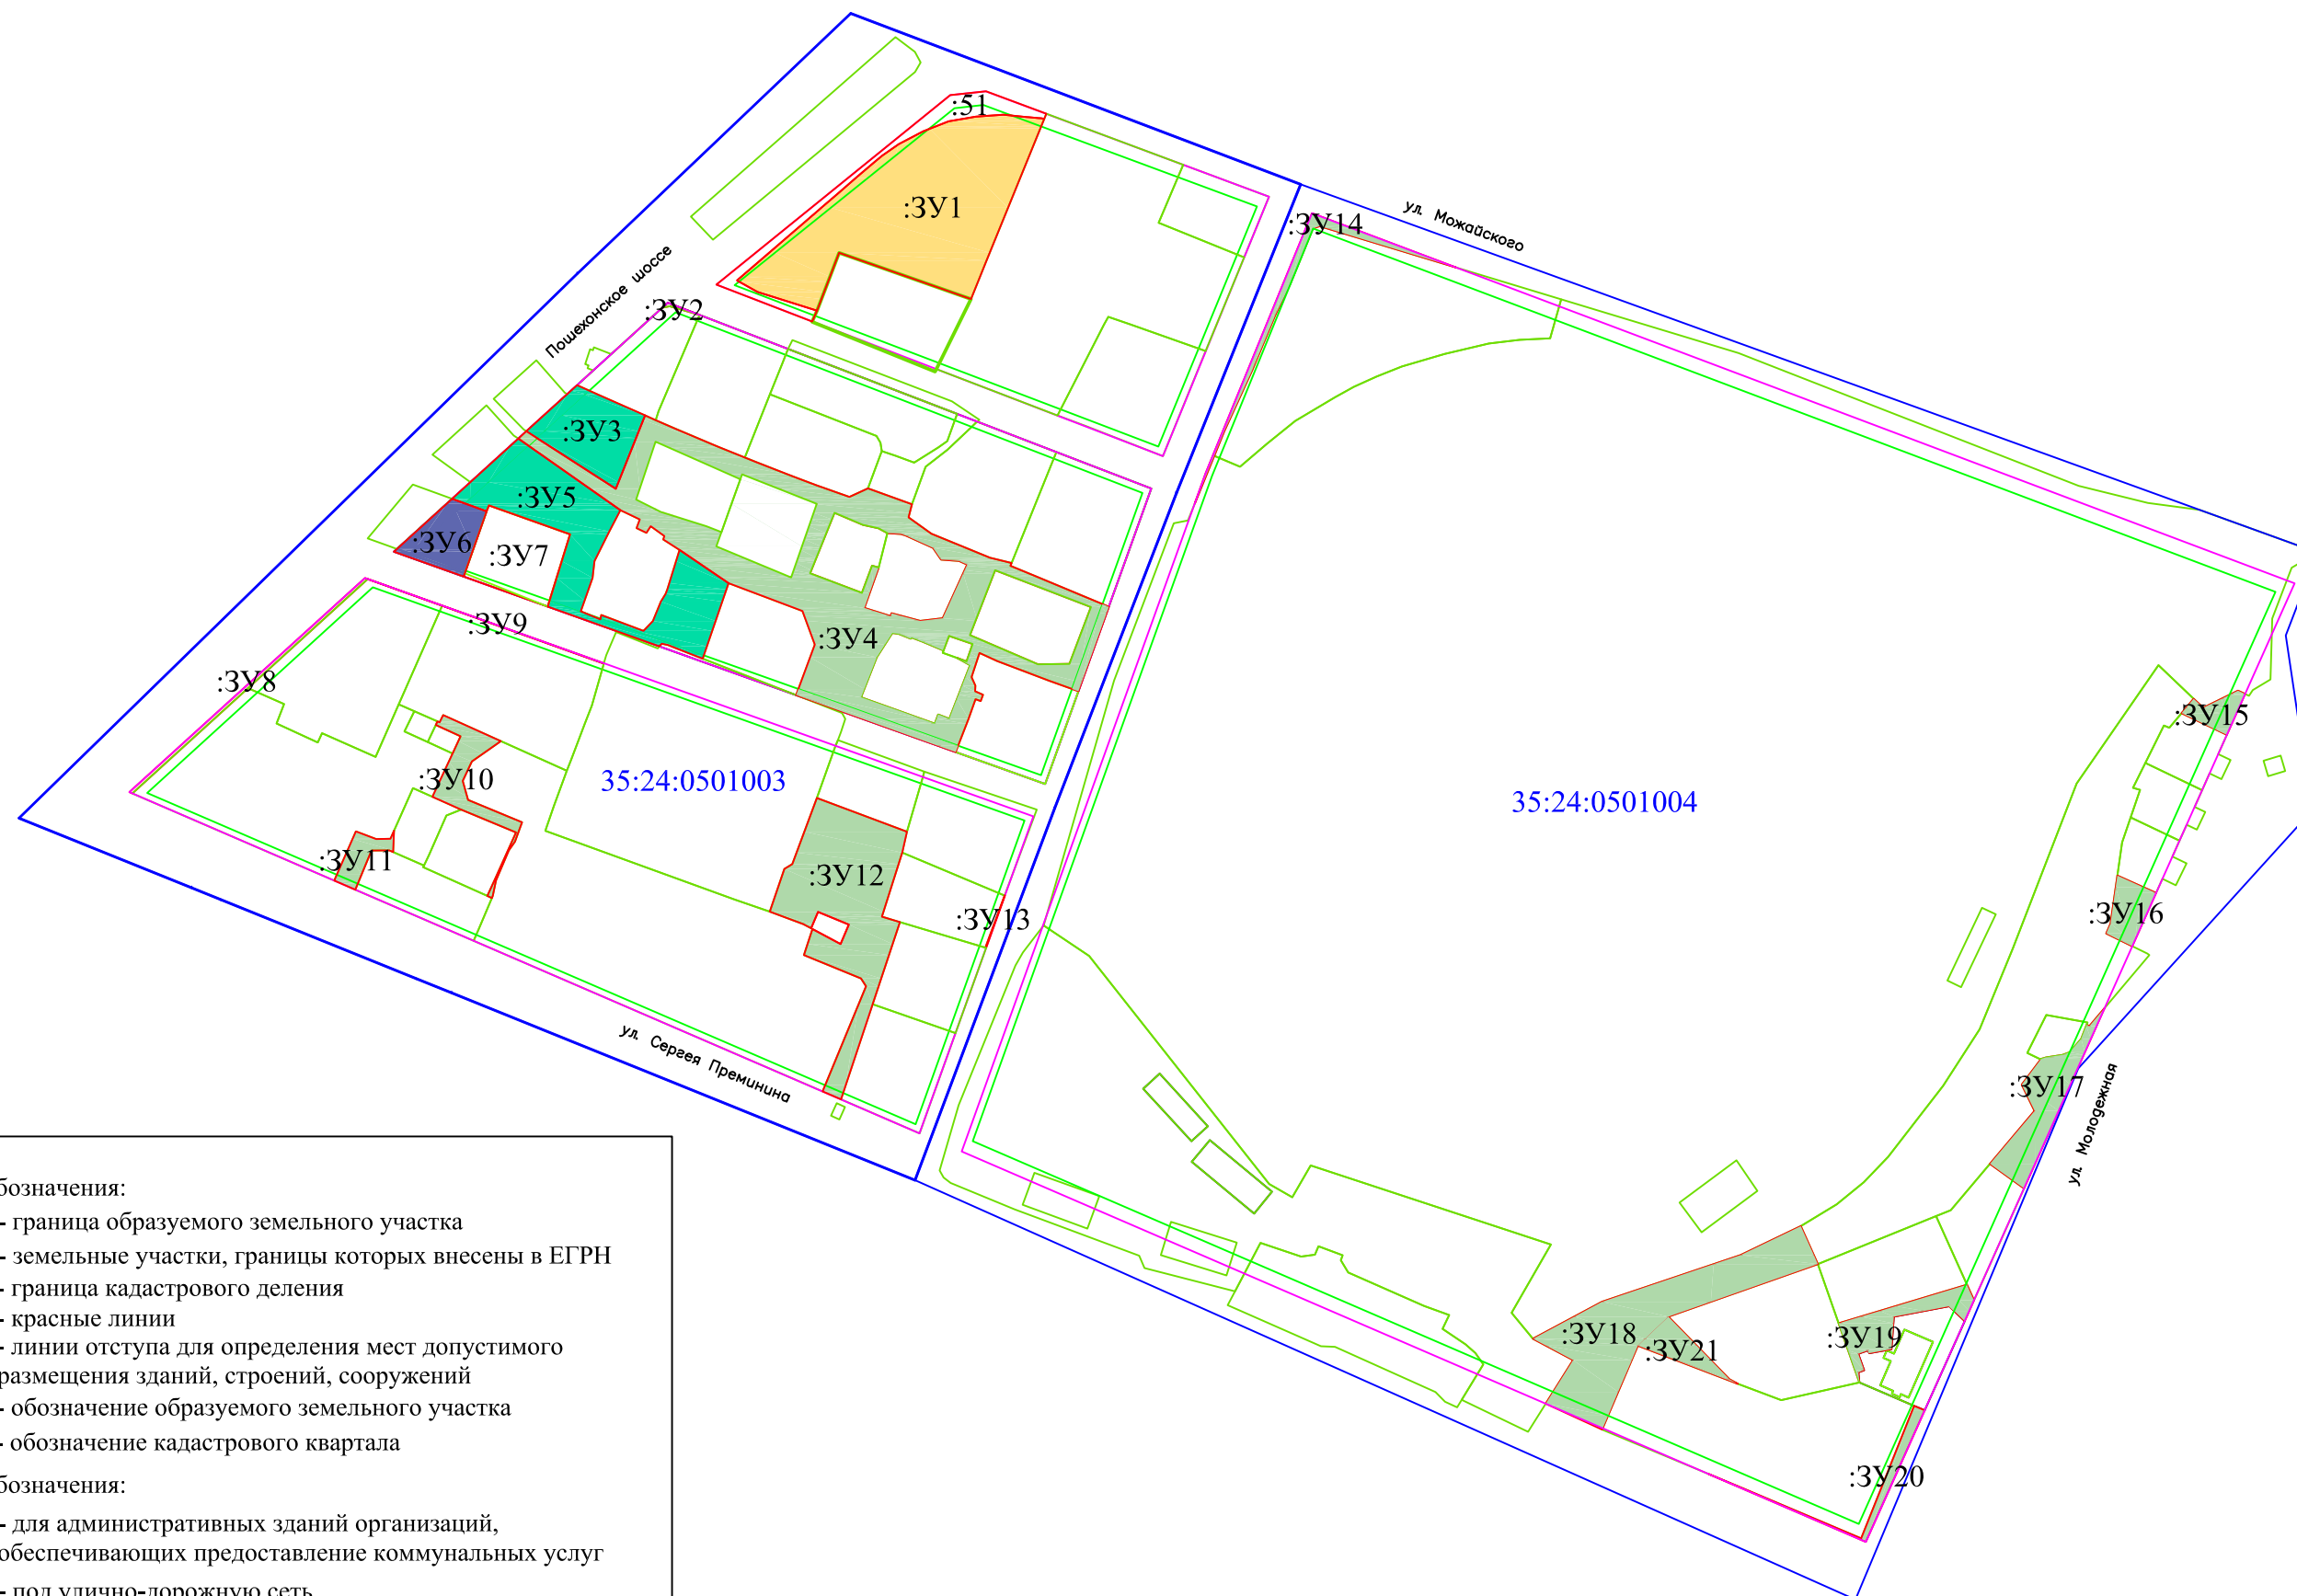 :51
:ЗУ1
:ЗУ14
ул. Можайского
Пошехонское шоссе
:ЗУ2
:ЗУ3
:ЗУ5
:ЗУ6
:ЗУ7
:ЗУ9
:ЗУ4
:ЗУ8
:ЗУ15
:ЗУ10
35:24:0501003
35:24:0501004
:ЗУ11
:ЗУ12
:ЗУ13
:ЗУ16
ул. Сергея Преминина
:ЗУ17
ул. Молодежная
:ЗУ18
:ЗУ21
:ЗУ19
:ЗУ20
бозначения:
- граница образуемого земельного участка
- земельные участки, границы которых внесены в ЕГРН
- граница кадастрового деления
- красные линии
- линии отступа для определения мест допустимого
размещения зданий, строений, сооружений
- обозначение образуемого земельного участка
- обозначение кадастрового квартала
бозначения:
- для административных зданий организаций,
обеспечивающих предоставление коммунальных услуг
- под улично-дорожную сеть